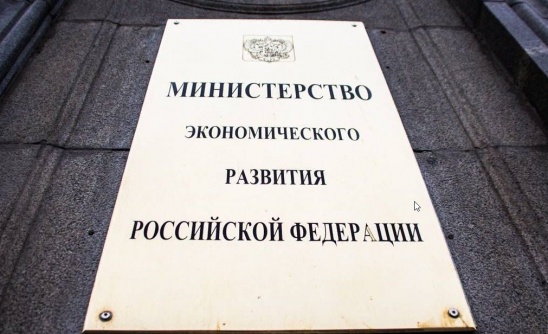 МИНИСТЕРСТВО
ЭКОНОМИЧЕСКОГО
РАЗВИТИЯ
РОССИЙСКОЙ ФЕДЕРАЦИИ